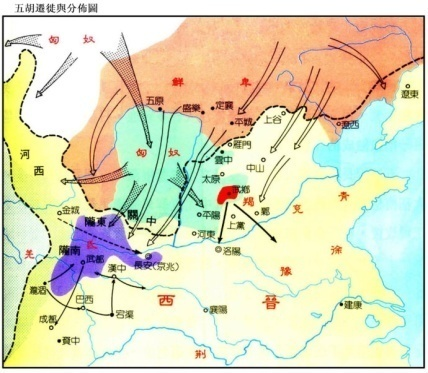 五胡遷徙與分佈圖
匈 奴
鮮 卑
五原
盛樂
定襄
平城
上谷
遼西
遼東
雁門
雲中
中山
太原
匈 奴
河西
武鄉
羯
鄴
上黨
平陽
河東
洛陽
青
兗
徐
豫
金城
隴東
關中
氐
隴南
武都
羌
長安(京兆)
漢中
巴西
宕渠
成都
資中
西 晉
襄陽
建康
荆